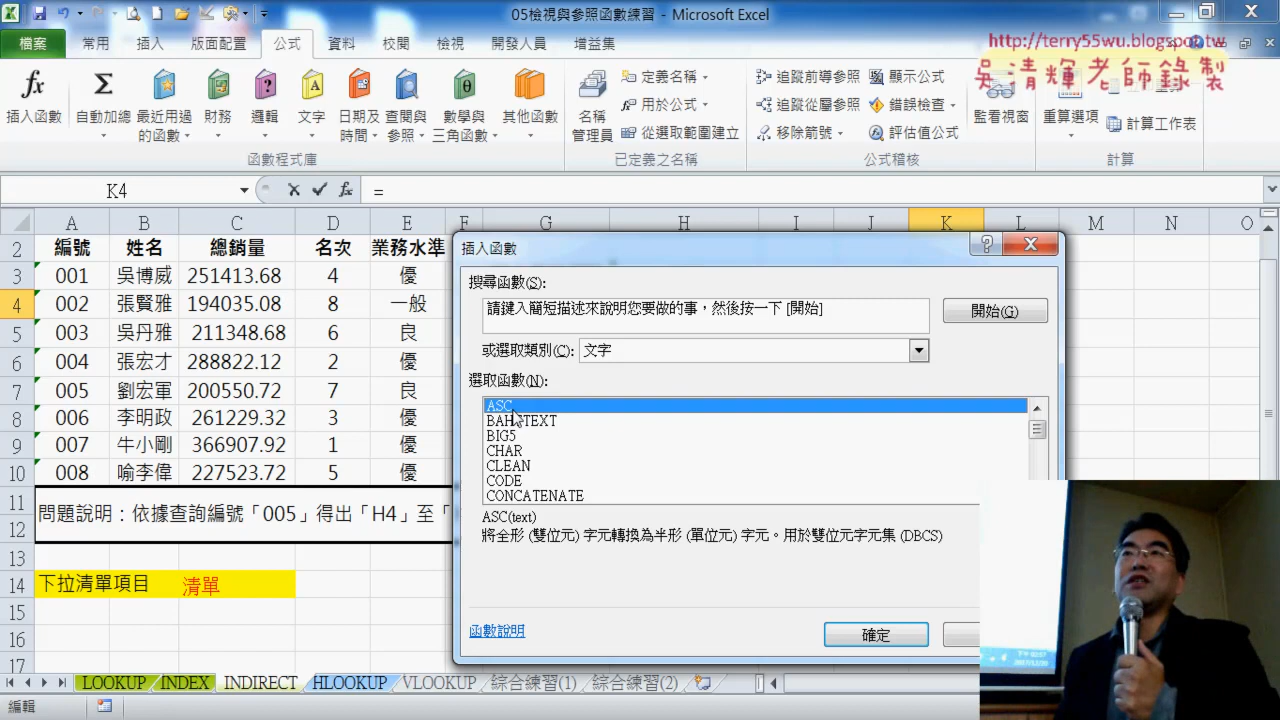 05檢視與參照函數練習 - Microsoft Excel
http://terry55wu.blogspot.tw
吳清輝老師錄製
檔案 常用 插入 版面配置 公式 資料 校閱 檢視 開發人員 增益集
插入函數 自動加總 最近用過的函數 財務 邏輯 文字 日期及時間 查閱與參照 數學與三角函數 其他函數
名稱管理員 定義名稱 用於公式 從選取範圍建立
追蹤前導參照 追蹤從屬參照 移除箭號 顯示公式 錯誤檢查 評估值公式 監看視窗
重算選項 計算工作表
函數程式庫 已定義之名稱 公式稽核 計算
K4 fx =
A B C D E F G H I J K L M N O
2 編號 姓名 總銷量 名次 業務水準
3 001 吳博威 251413.68 4 優
4 002 張賢雅 194035.08 8 一般
5 003 吳丹雅 211348.68 6 良
6 004 張宏才 288822.12 2 優
7 005 劉宏軍 200550.72 7 良
8 006 李明政 261229.32 3 優
9 007 牛小剛 366907.92 1 優
10 008 喻李偉 227523.72 5 優
11 問題說明：依據查詢編號「005」得出「H4」至「
12
13
14 下拉清單項目 清單
15
16
17
插入函數
搜尋函數(S):
請鍵入簡短描述來說明您要做的事，然後按一下 [開始]
開始(G)
或選取類別(C): 文字
選取函數(N):
ASC
BAHTTEXT
BIG5
CHAR
CLEAN
CODE
CONCATENATE
ASC(text)
將全形 (雙位元) 字元轉換為半形 (單位元) 字元。用於雙位元字元集 (DBCS)
函數說明
確定
LOOKUP INDEX INDIRECT HLOOKUP VLOOKUP 綜合練習(1) 綜合練習(2)
編輯